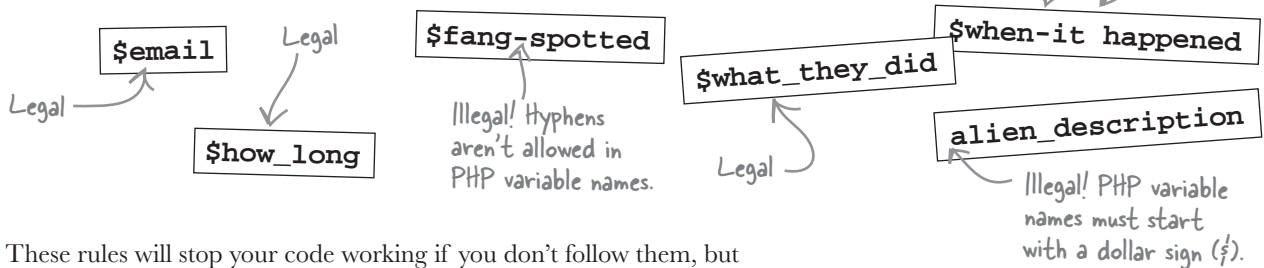 $email
Legal
Legal
$how_long
$fang-spotted
Illegal! Hyphens
aren't allowed in
PHP variable names.
$what_they_did
Legal
$when-it happened
alien_description
Illegal! PHP variable
names must start
with a dollar sign ($).
These rules will stop your code working if you don't follow them, but